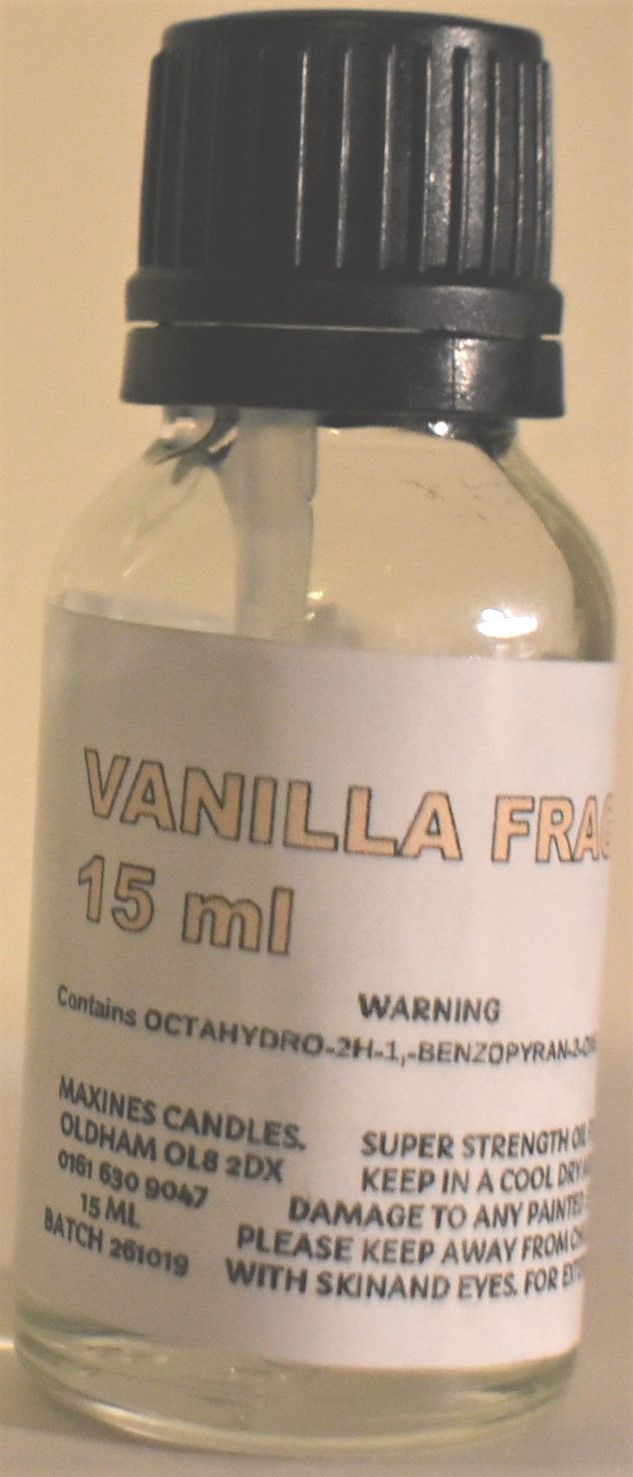 VANILLA FRAG
15 ml
WARNING
Contains OCTAHYDRO-2H-1,-BENZOPYRAN-3-
MAXINES CANDLES.
OLDHAM OL8 2DX
0161 630 9047
15 ML
BATCH 261019
SUPER STRENGTH OIL
KEEP IN A COOL DRY
DAMAGE TO ANY PAINTED
PLEASE KEEP AWAY FROM
WITH SKINAND EYES. FOR